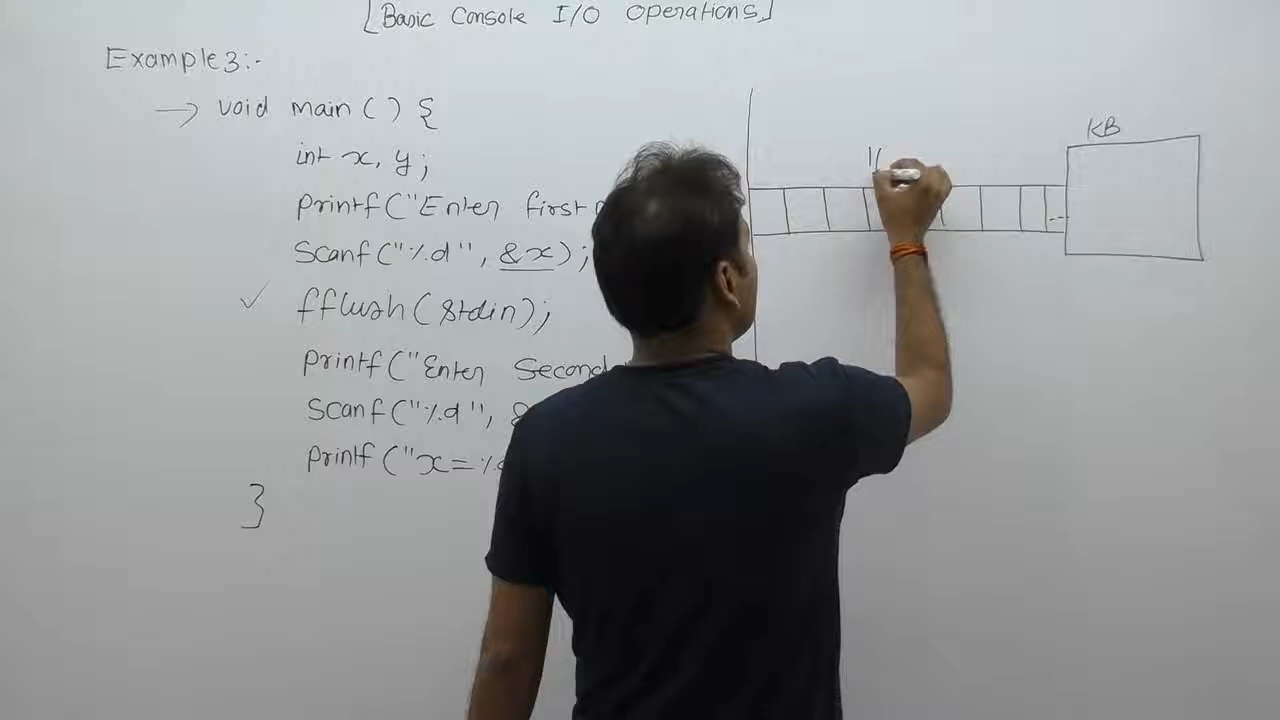 [Basic Console I/O Operations]
Example3:-
→ void main() {
int x, y;
printf("Enter first
scanf("%d", &x);
✓ fflush(stdin);
printf("Enter Second
scanf("%d", &
printf("x=%
}
KB